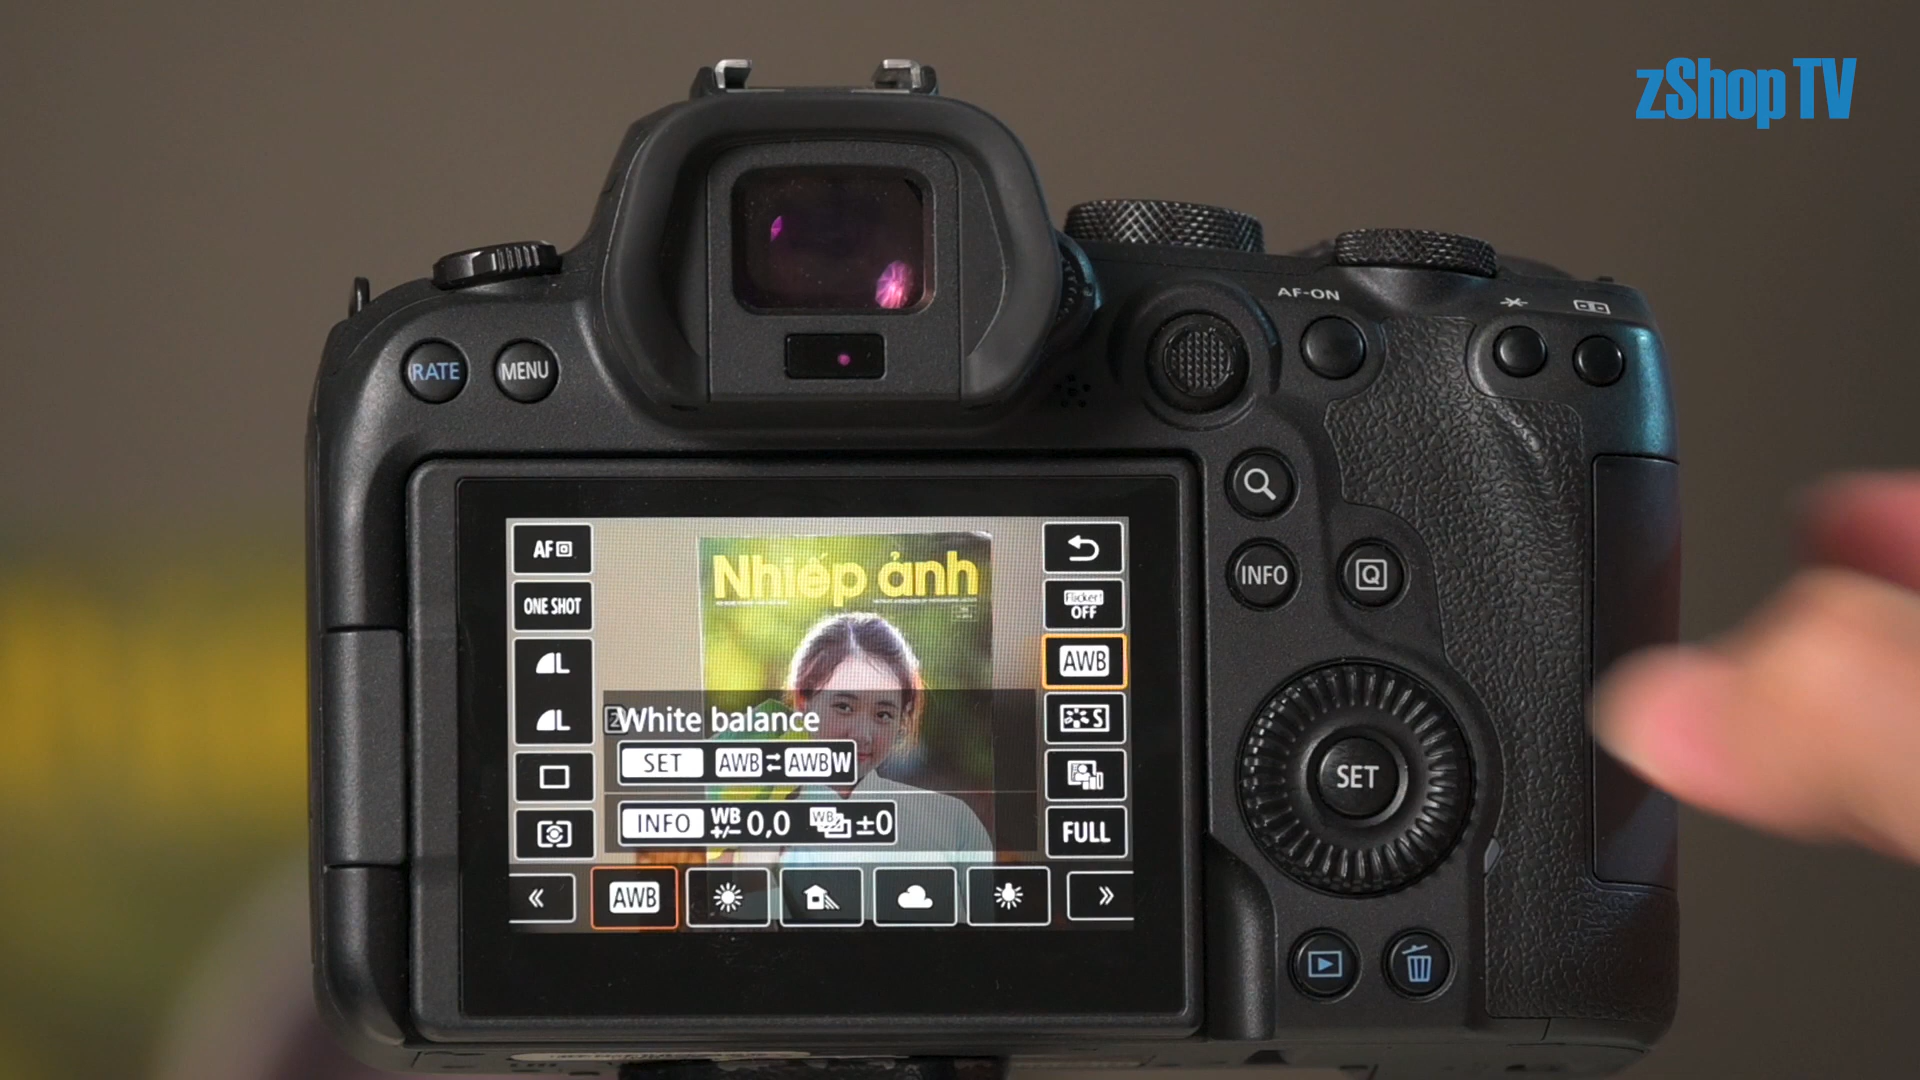 zShop TV
AF-ON
RATE
MENU
INFO
Q
SET
AF
ONE SHOT
L
L
Nhiếp ảnh
Flicker!
OFF
AWB
S
FULL
White balance
SET AWB AWBW
INFO WB +/- 0,0 WB ±0
AWB